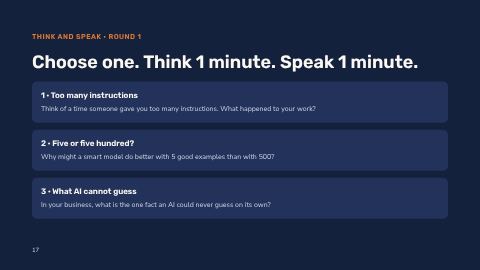 THINK AND SPEAK • ROUND 1
Choose one. Think 1 minute. Speak 1 minute.
1 • Too many instructions
Think of a time someone gave you too many instructions. What happened to your work?
2 • Five or five hundred?
Why might a smart model do better with 5 good examples than with 500?
3 • What AI cannot guess
In your business, what is the one fact an AI could never guess on its own?
17